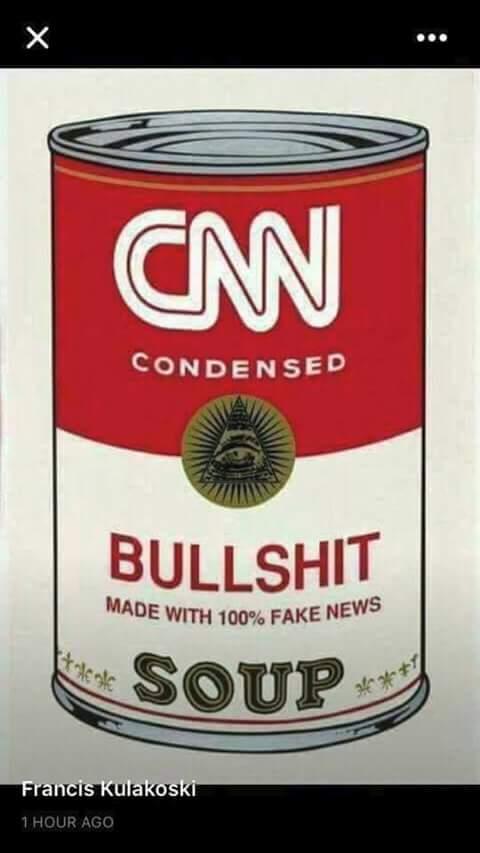 CNN
CONDENSED
BULLSHIT
MADE WITH 100% FAKE NEWS
SOUP
Francis Kulakoski
1 HOUR AGO